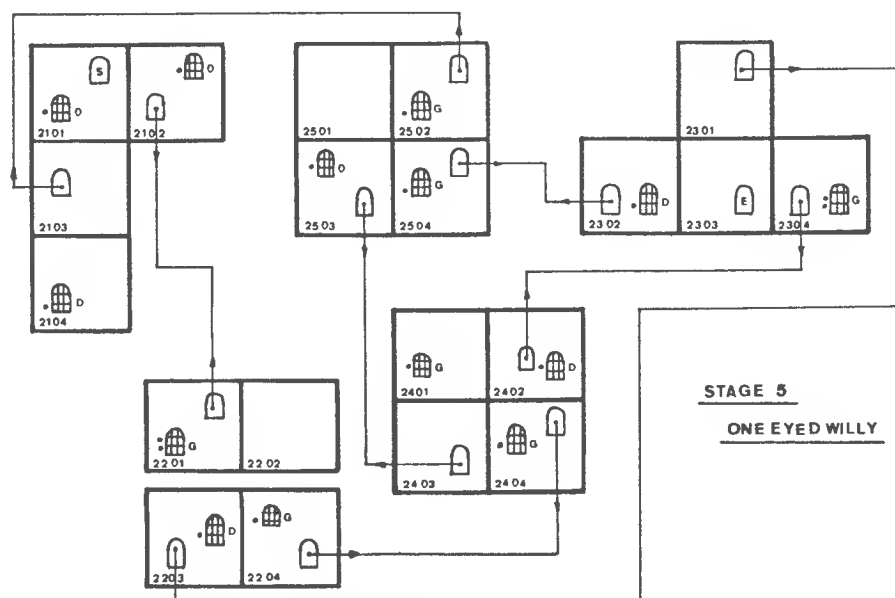 S
D
2101
D
2102
2103
D
2104
2501
G
2502
D
2503
G
2504
2301
D
2302
E
2303
G
2304
G
2401
D
2402
2403
G
2404
G
2201
2202
D
2203
G
2204
STAGE 5
ONE EYED WILLY